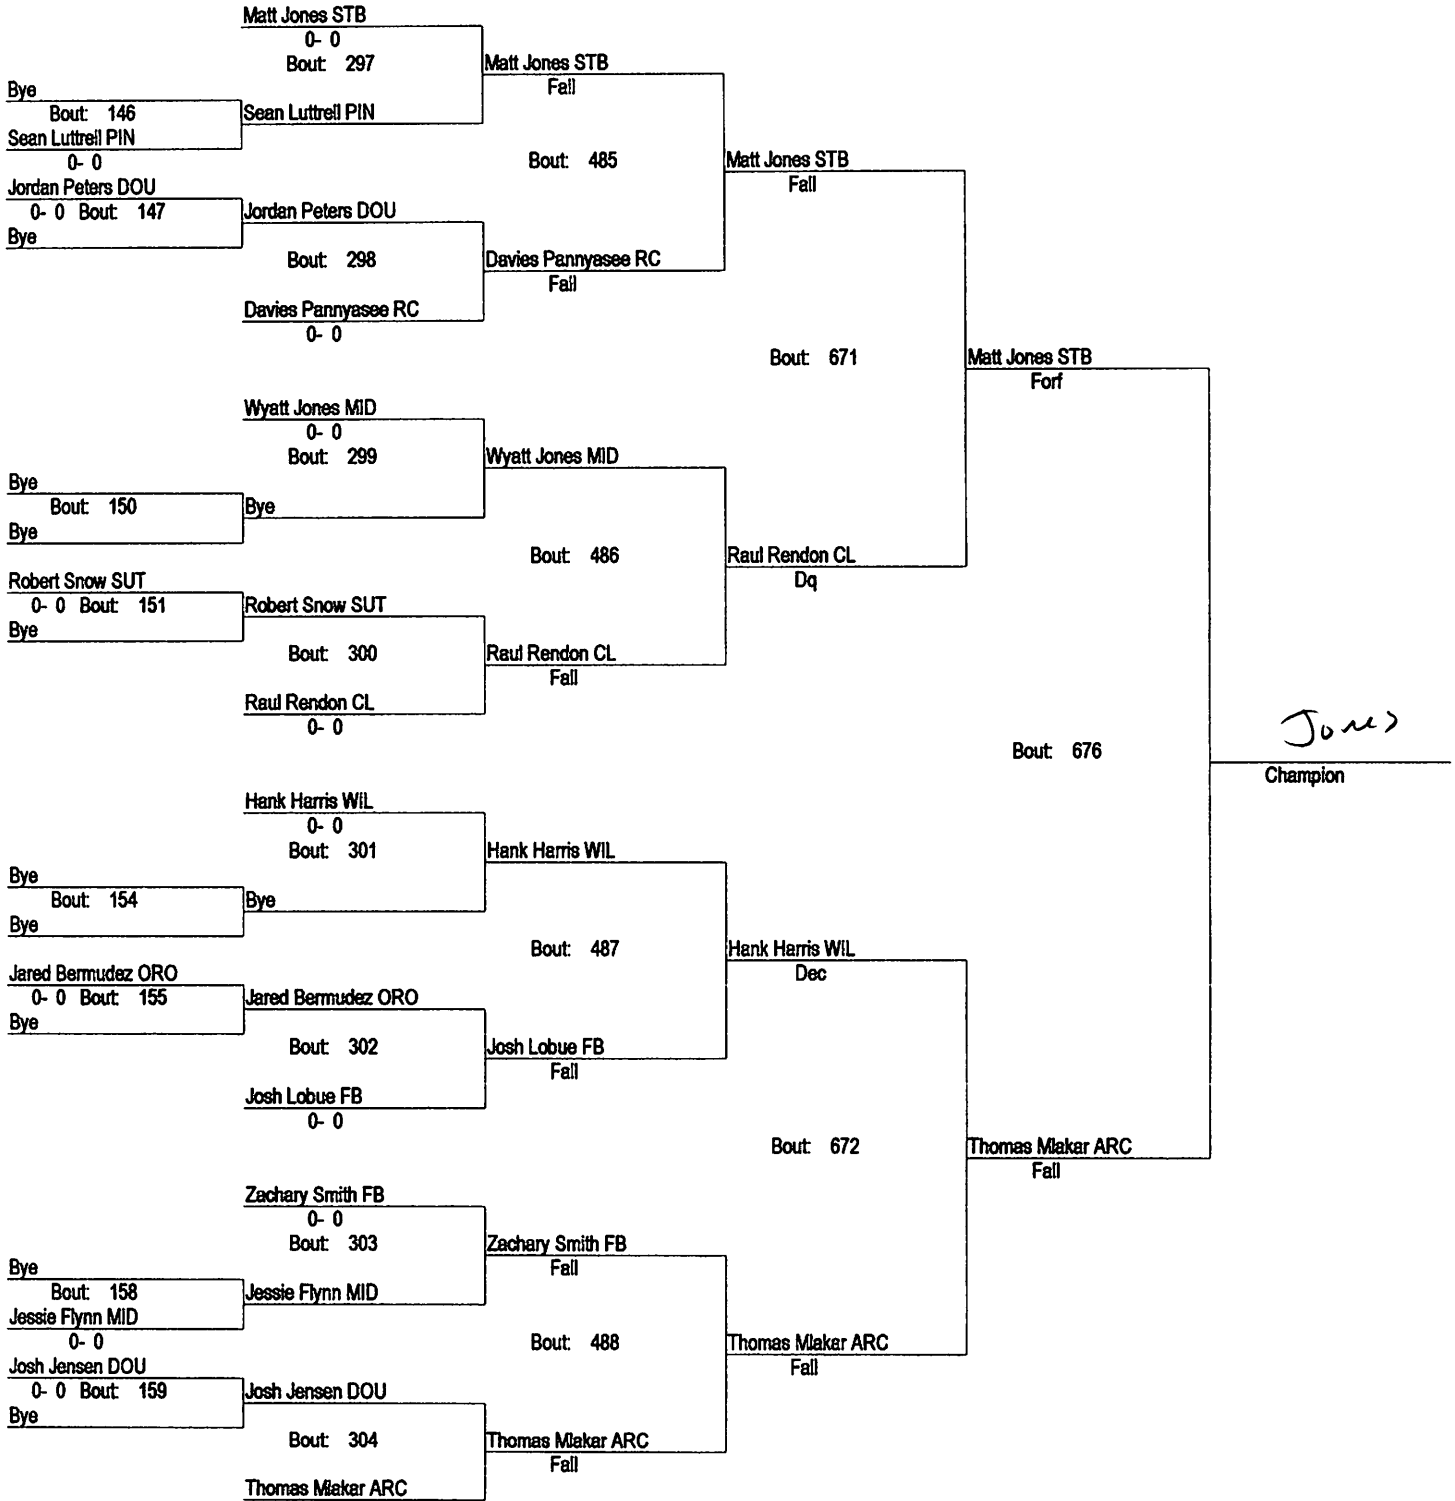 Matt Jones STB
0- 0
Bout: 297
Matt Jones STB
Fall
Bye
Bout: 146
Sean Luttrell PIN
Sean Luttrell PIN
0- 0
Bout: 485
Matt Jones STB
Fall
Jordan Peters DOU
0- 0 Bout: 147
Jordan Peters DOU
Bye
Bout: 298
Davies Pannyasee RC
Fall
Davies Pannyasee RC
0- 0
Bout: 671
Matt Jones STB
Forf
Wyatt Jones MID
0- 0
Bout: 299
Wyatt Jones MID
Bye
Bout: 150
Bye
Bye
Bout: 486
Raul Rendon CL
Dq
Robert Snow SUT
0- 0 Bout: 151
Robert Snow SUT
Bye
Bout: 300
Raul Rendon CL
Fall
Raul Rendon CL
0- 0
Bout: 676
Jones
Champion
Hank Harris WIL
0- 0
Bout: 301
Hank Harris WIL
Bye
Bout: 154
Bye
Bye
Bout: 487
Hank Harris WIL
Dec
Jared Bermudez ORO
0- 0 Bout: 155
Jared Bermudez ORO
Bye
Bout: 302
Josh Lobue FB
Fall
Josh Lobue FB
0- 0
Bout: 672
Thomas Mlakar ARC
Fall
Zachary Smith FB
0- 0
Bout: 303
Zachary Smith FB
Fall
Bye
Bout: 158
Jessie Flynn MID
Jessie Flynn MID
0- 0
Bout: 488
Thomas Mlakar ARC
Fall
Josh Jensen DOU
0- 0 Bout: 159
Josh Jensen DOU
Bye
Bout: 304
Thomas Mlakar ARC
Fall
Thomas Mlakar ARC